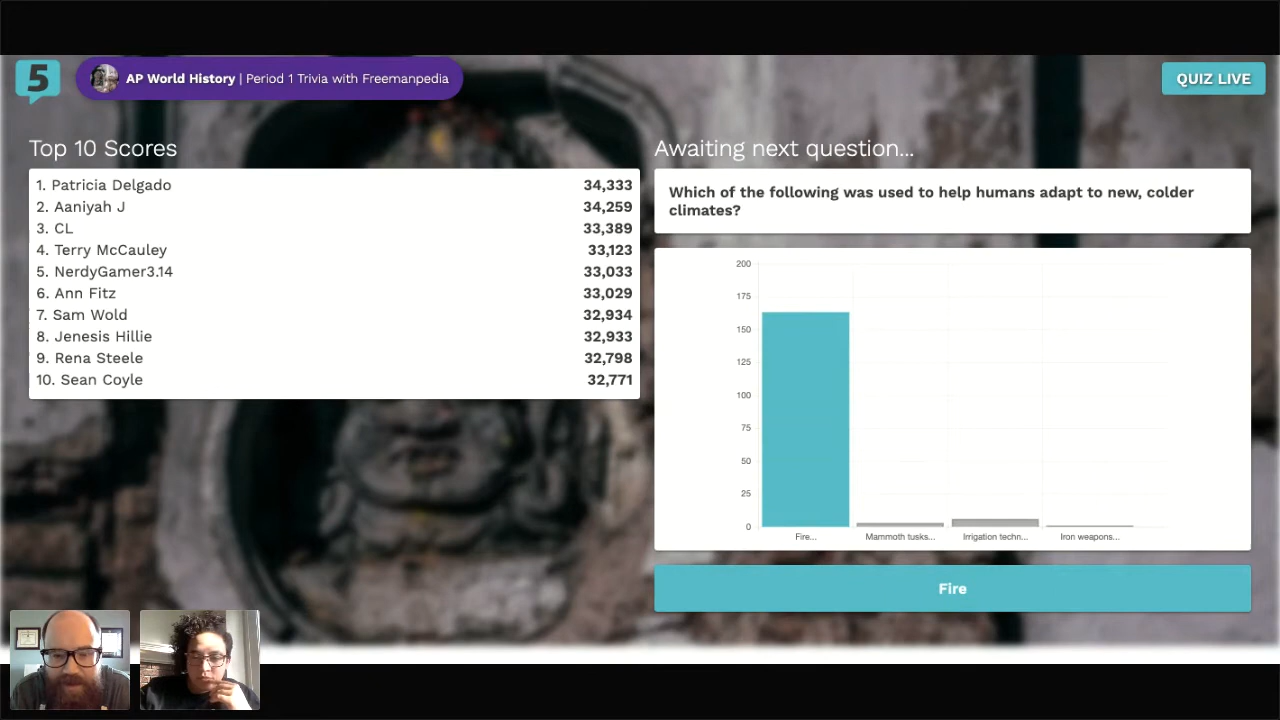 5
AP World History | Period 1 Trivia with Freemanpedia
QUIZ LIVE
Top 10 Scores
1. Patricia Delgado 34,333
2. Aaniyah J 34,259
3. CL 33,389
4. Terry McCauley 33,123
5. NerdyGamer3.14 33,033
6. Ann Fitz 33,029
7. Sam Wold 32,934
8. Jenesis Hillie 32,933
9. Rena Steele 32,798
10. Sean Coyle 32,771
Awaiting next question...
Which of the following was used to help humans adapt to new, colder
climates?
200
175
150
125
100
75
50
25
0
Fire... Mammoth tusks... Irrigation techn... Iron weapons...
Fire